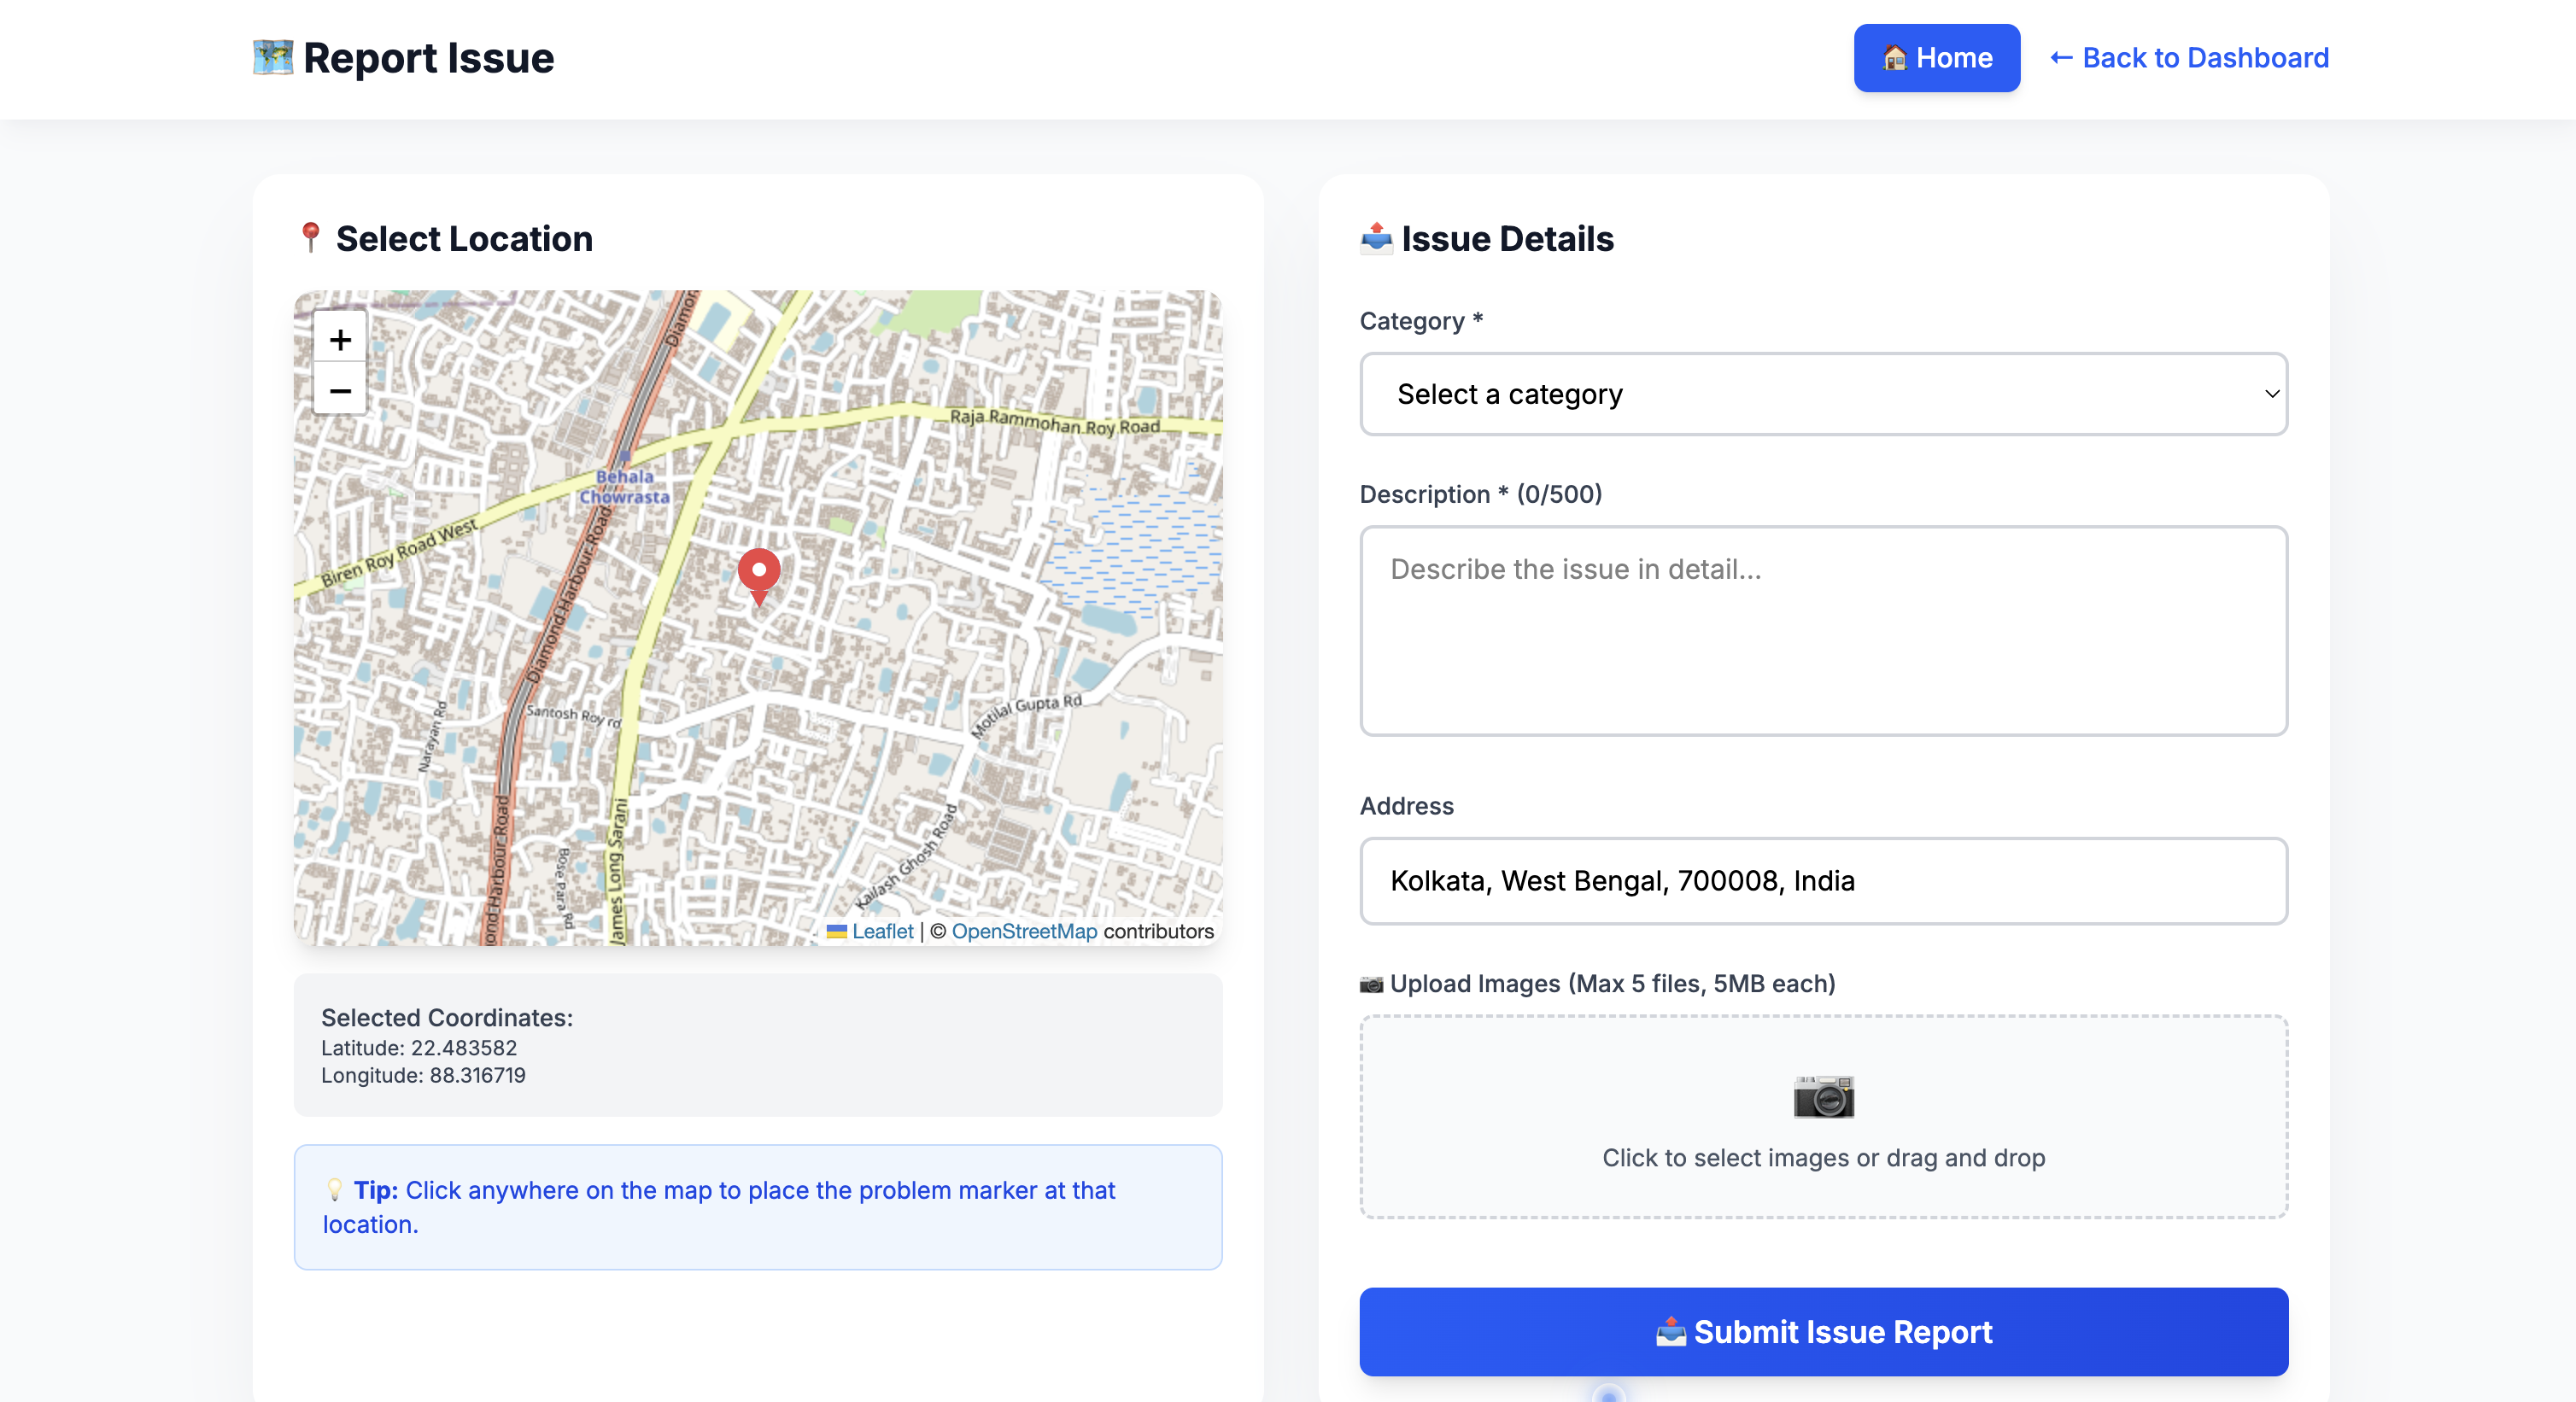 Report Issue
Home
← Back to Dashboard
Select Location
+
−
Diamon
Raja Rammohan Roy Road
Behala
Chowrasta
Biren Roy Road West
Diamond Harbour Road
Santosh Roy rd
Narayan Rd
Motilal Gupta Rd
ond Harbour Road
Bose Para Rd
James Long Sarani
Kailash Ghosh Road
Leaflet | © OpenStreetMap contributors
Selected Coordinates:
Latitude: 22.483582
Longitude: 88.316719
Tip: Click anywhere on the map to place the problem marker at that
location.
Issue Details
Category *
Select a category
Description * (0/500)
Describe the issue in detail...
Address
Kolkata, West Bengal, 700008, India
Upload Images (Max 5 files, 5MB each)
Click to select images or drag and drop
Submit Issue Report